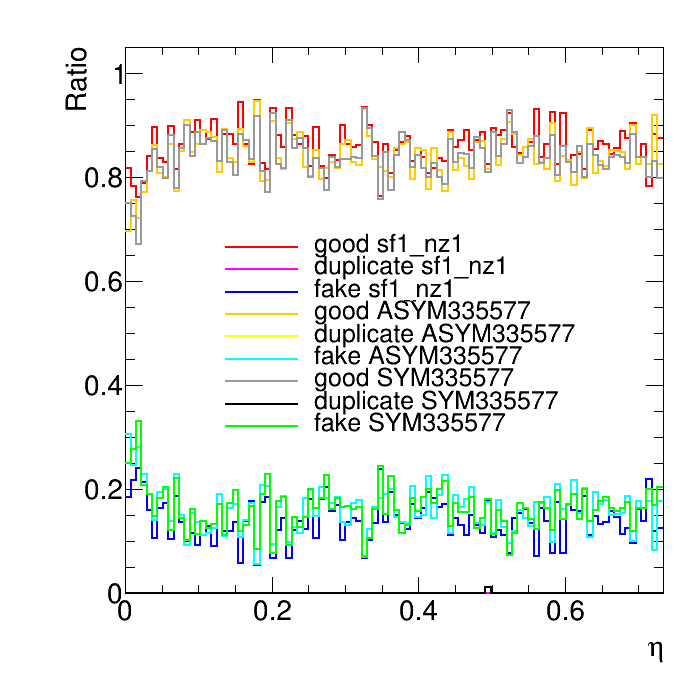 Ratio
1
0.8
0.6
0.4
0.2
0
good sf1_nz1
duplicate sf1_nz1
fake sf1_nz1
good ASYM335577
duplicate ASYM335577
fake ASYM335577
good SYM335577
duplicate SYM335577
fake SYM335577
0 0.2 0.4 0.6
η